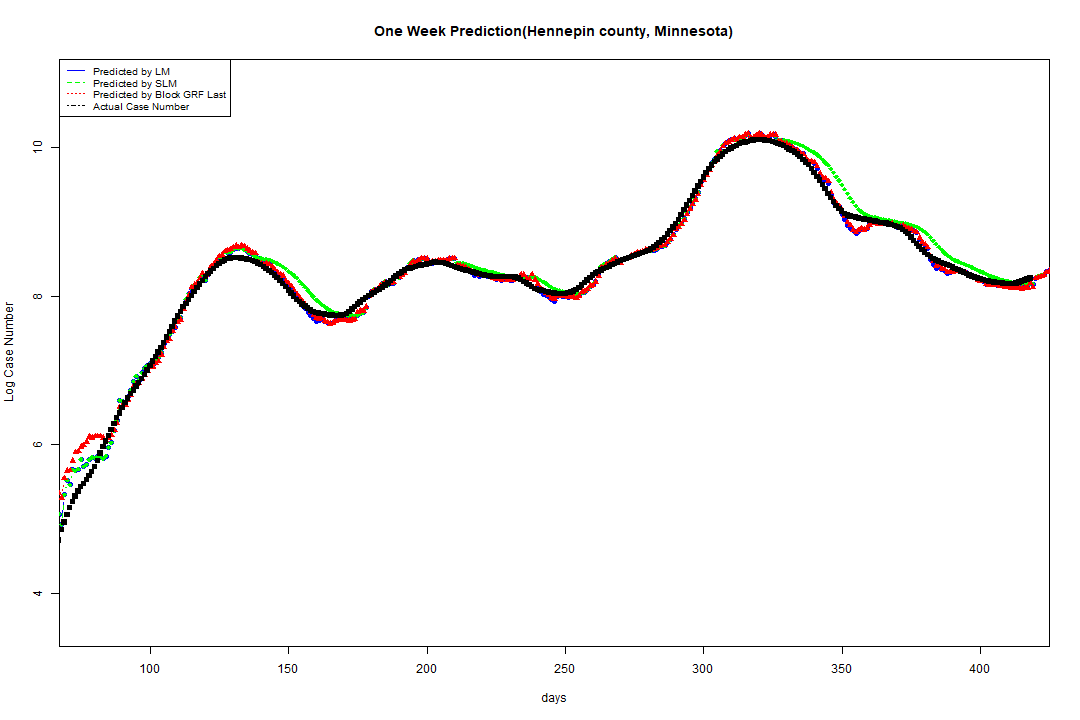 One Week Prediction(Hennepin county, Minnesota)
Predicted by LM
Predicted by SLM
Predicted by Block GRF Last
Actual Case Number
10
8
6
4
Log Case Number
100 150 200 250 300 350 400
days